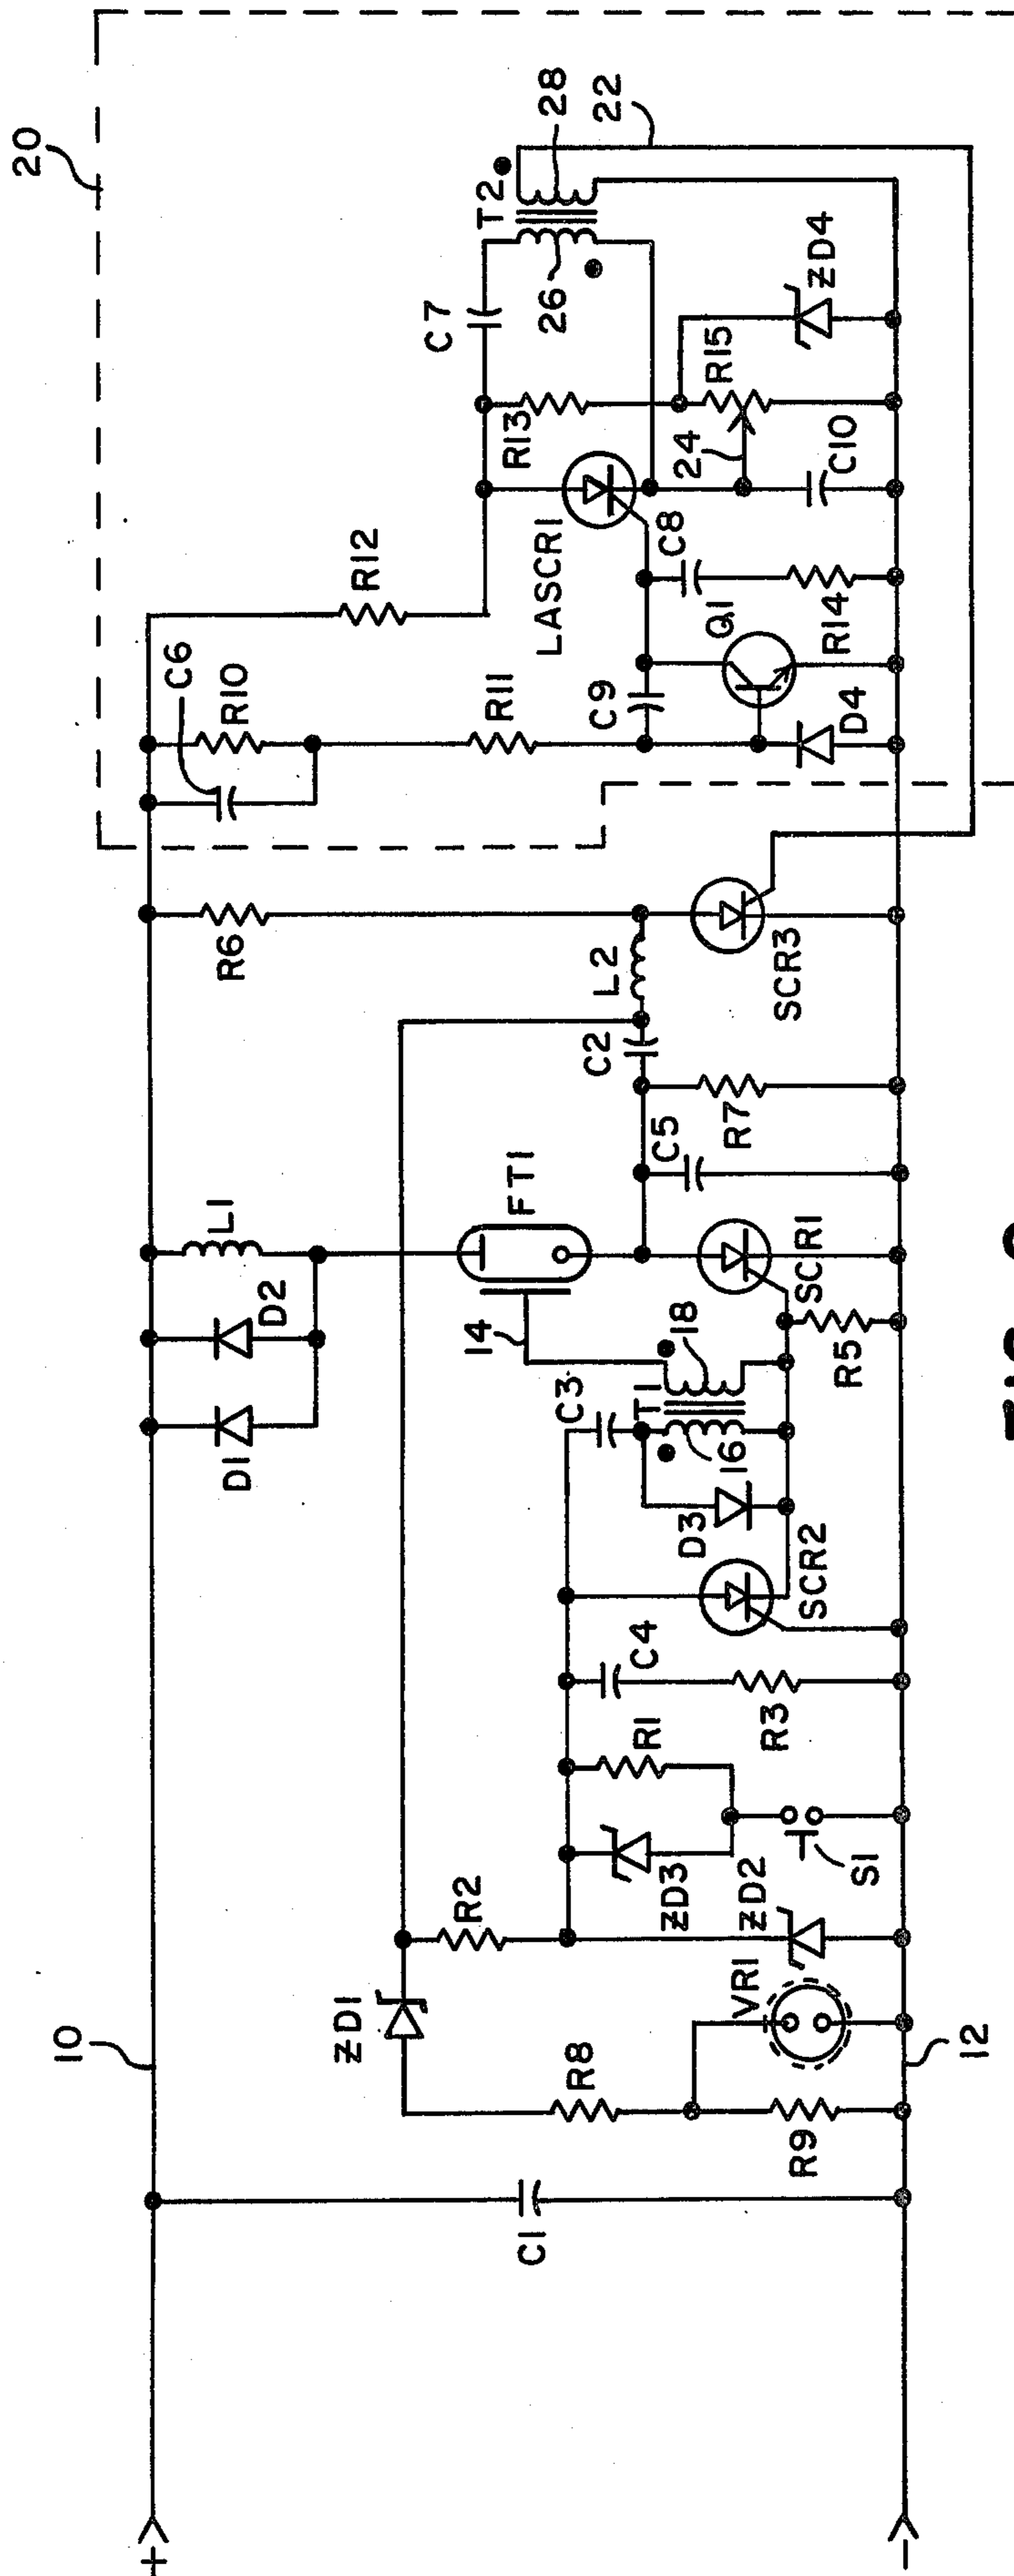 20
10
C6
R10
R12
C7
T2
28
22
26
R13
LASCR1
R11
C9
C8
Q1
24
R15
ZD4
C10
R14
D4
R6
L2
SCR3
C2
C5
R7
L1
D2
D1
FT1
14
C3
T1
18
16
SCR1
R5
D3
SCR2
C4
R3
R1
ZD3
S1
R2
ZD2
ZD1
VR1
R8
R9
12
C1
+
-